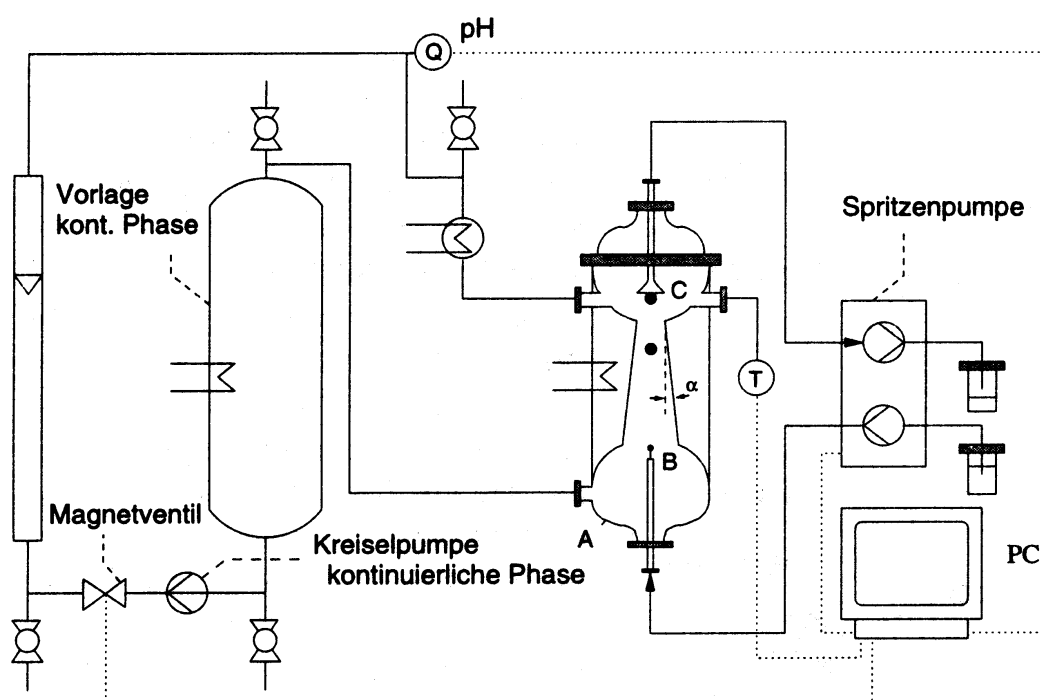 pH
Q
Vorlage
kont. Phase
Spritzenpumpe
C
T
α
B
A
Magnetventil
Kreiselpumpe
kontinuierliche Phase
PC